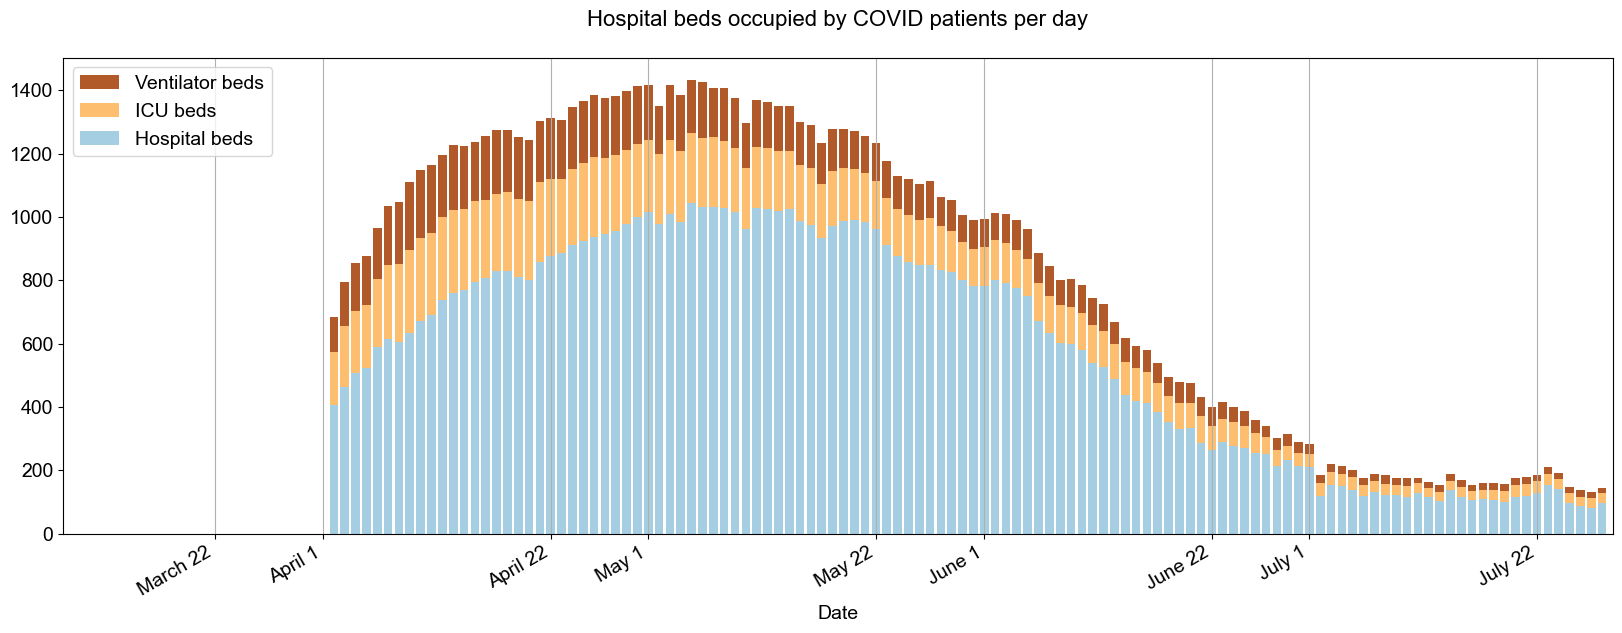 Hospital beds occupied by COVID patients per day
Ventilator beds
ICU beds
Hospital beds
1400
1200
1000
800
600
400
200
0
March 22
April 1
April 22
May 1
May 22
June 1
June 22
July 1
July 22
Date